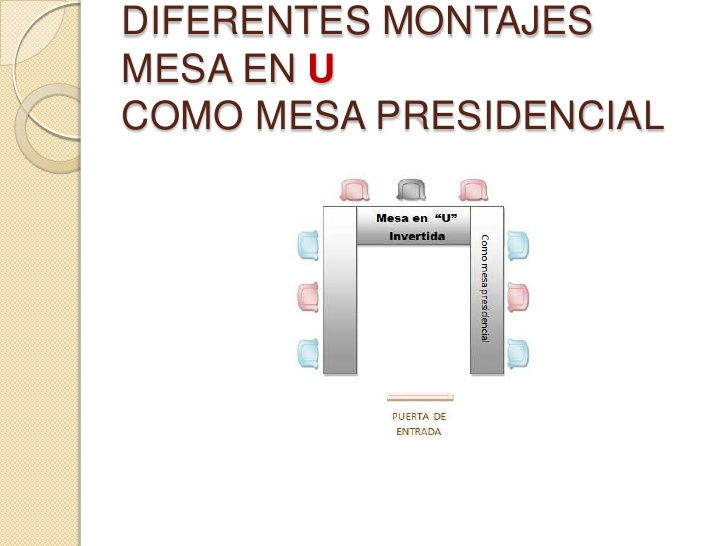 DIFERENTES MONTAJES
MESA EN U
COMO MESA PRESIDENCIAL
Mesa en “U”
Invertida
Como mesa presidencial
PUERTA DE
ENTRADA